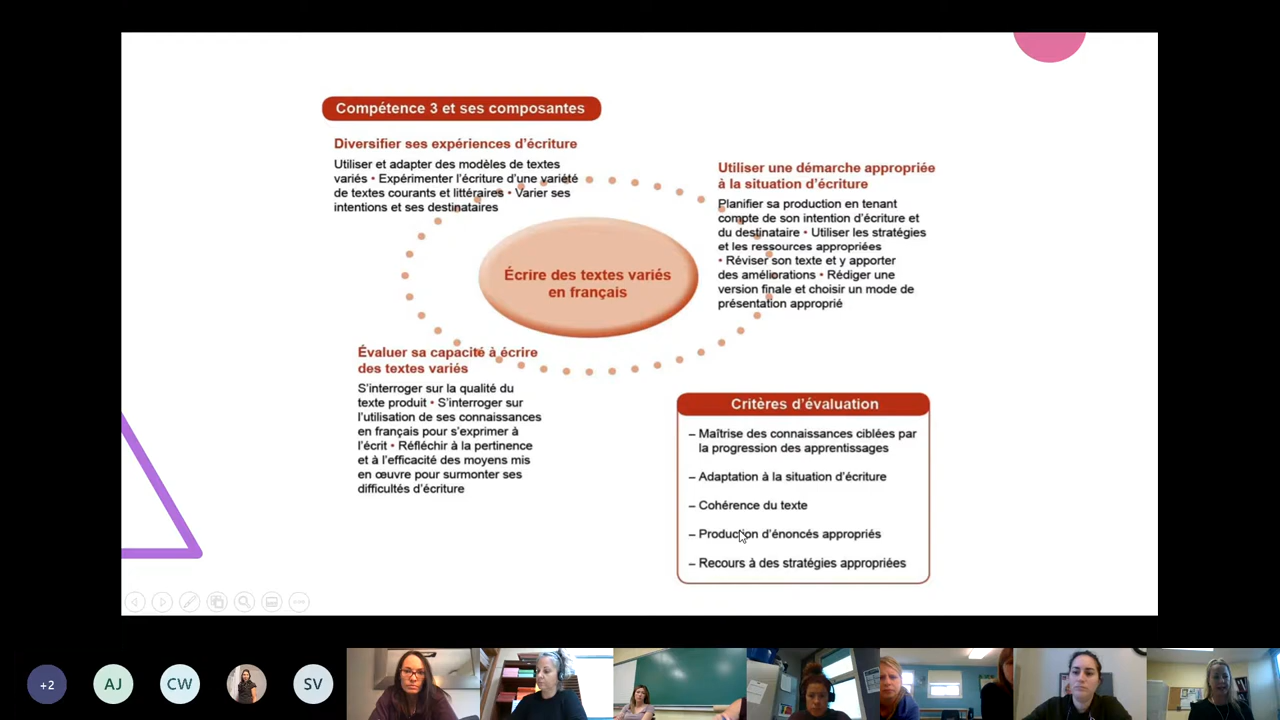 Compétence 3 et ses composantes
Diversifier ses expériences d'écriture
Utiliser et adapter des modèles de textes
variés • Expérimenter l'écriture d'une variété
de textes courants et littéraires • Varier ses
intentions et ses destinataires
Utiliser une démarche appropriée
à la situation d'écriture
Planifier sa production en tenant
compte de son intention d'écriture et
du destinataire • Utiliser les stratégies
et les ressources appropriées
• Réviser son texte et y apporter
des améliorations • Rédiger une
version finale et choisir un mode de
présentation approprié
Écrire des textes variés
en français
Évaluer sa capacité à écrire
des textes variés
S'interroger sur la qualité du
texte produit • S'interroger sur
l'utilisation de ses connaissances
en français pour s'exprimer à
l'écrit • Réfléchir à la pertinence
et à l'efficacité des moyens mis
en œuvre pour surmonter ses
difficultés d'écriture
Critères d'évaluation
– Maîtrise des connaissances ciblées par
la progression des apprentissages
– Adaptation à la situation d'écriture
– Cohérence du texte
– Production d'énoncés appropriés
– Recours à des stratégies appropriées
+2
AJ
CW
SV